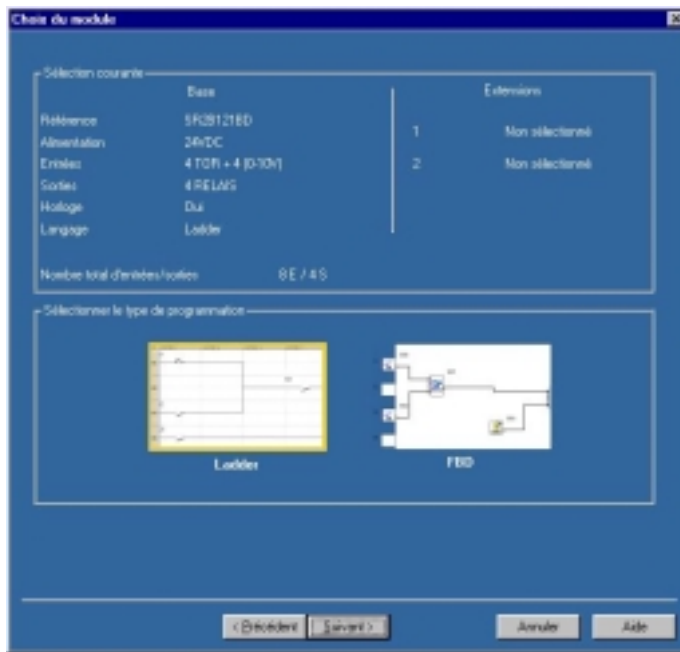 Choix du module
Sélection courante
Base
Extensions
Référence SR2B121BD
1 Non sélectionné
Alimentation 24VDC
Entrées 4 TOR + 4 (0-10V)
2 Non sélectionné
Sorties 4 RELAIS
Horloge Oui
Langage Ladder
Nombre total d'entrées/sorties 8 E / 4 S
Sélectionner le type de programmation
Ladder
FBD
< Précédent
Suivant >
Annuler
Aide